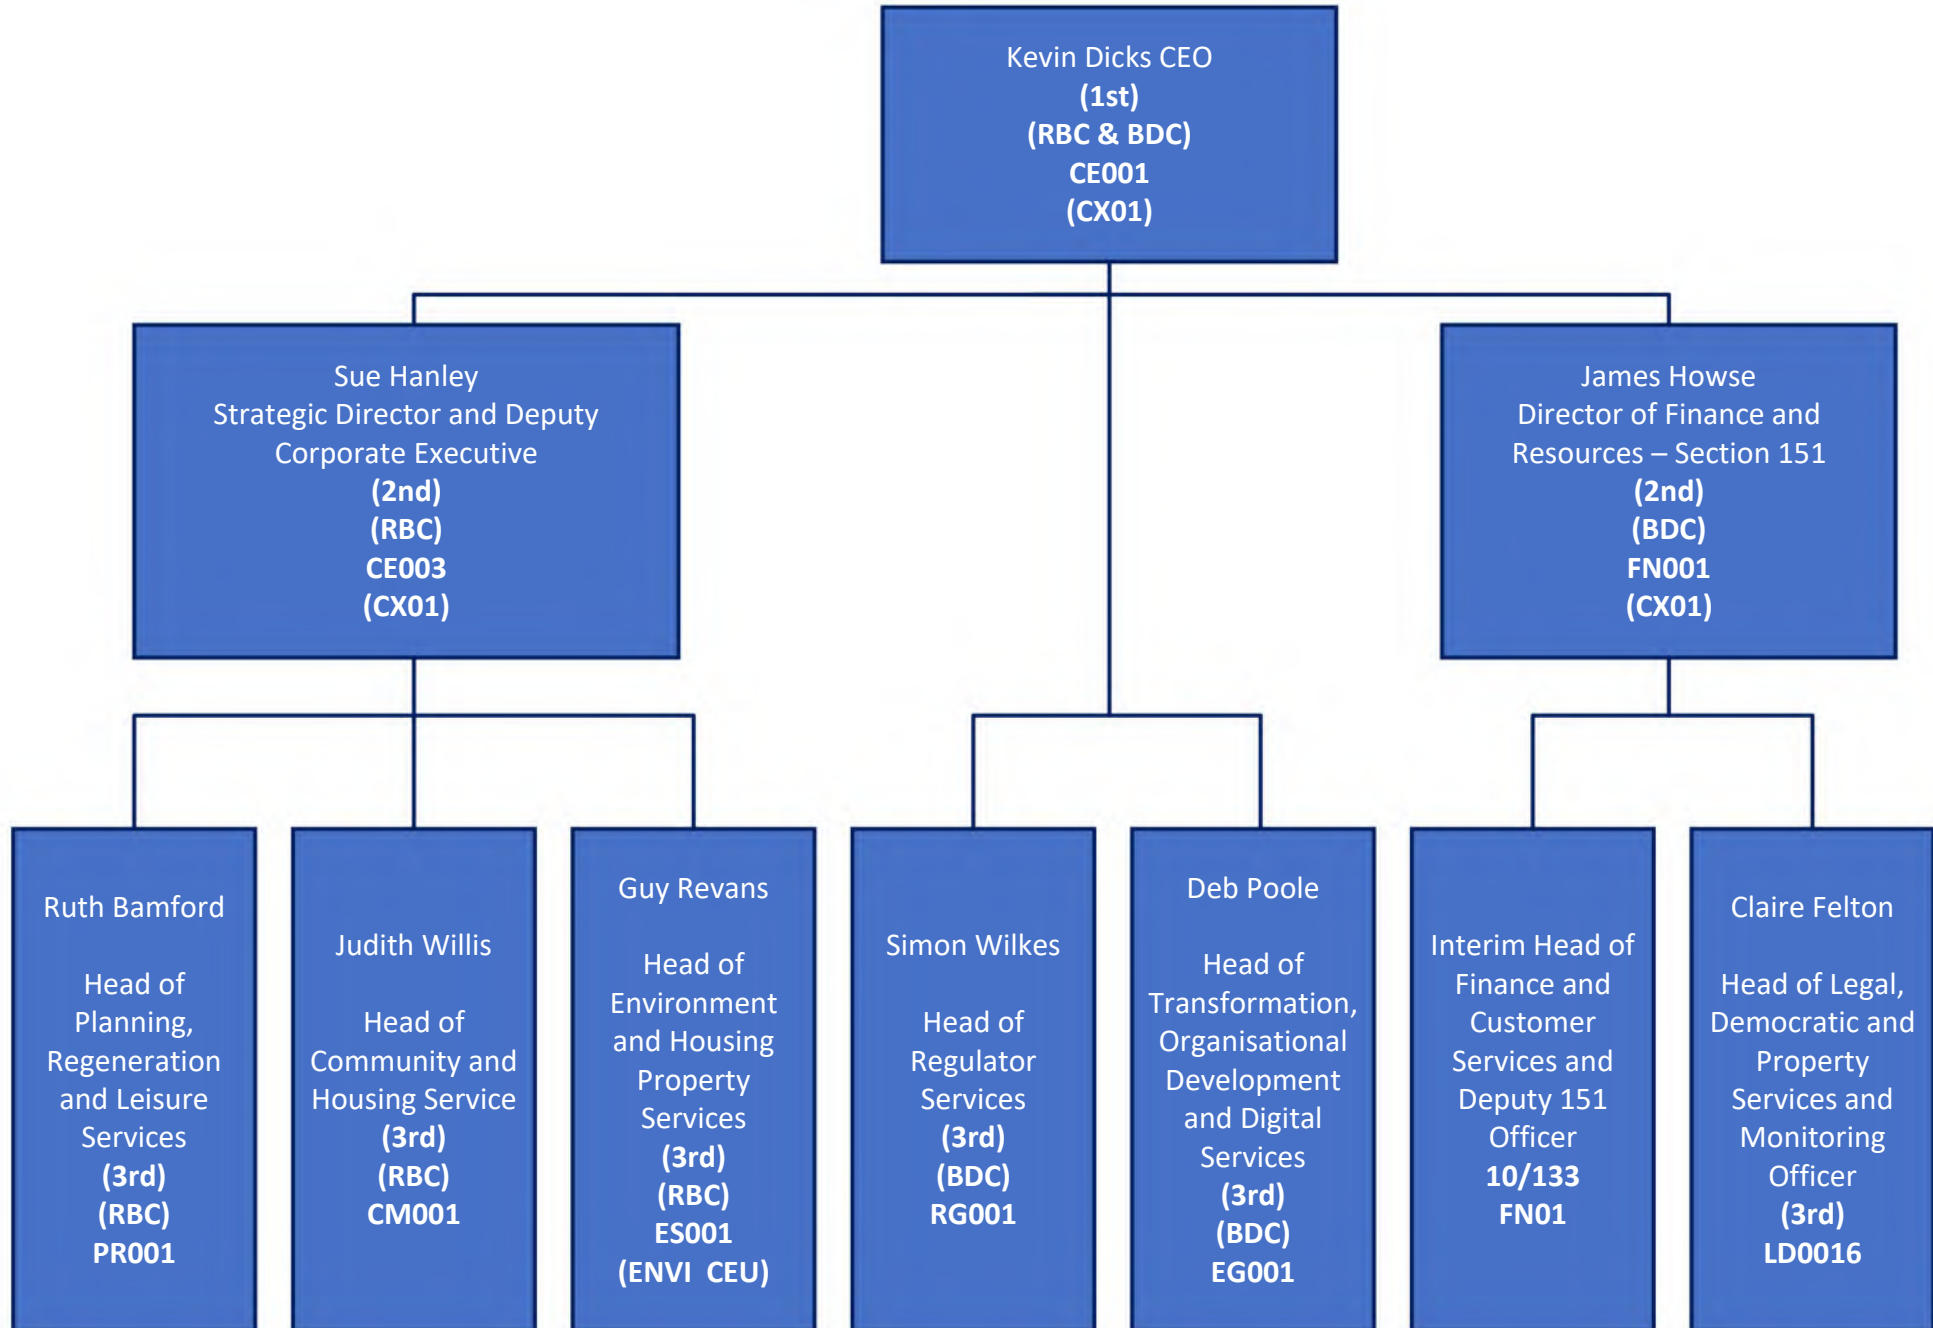 Kevin Dicks CEO
(1st)
(RBC & BDC)
CE001
(CX01)
Sue Hanley
Strategic Director and Deputy
Corporate Executive
(2nd)
(RBC)
CE003
(CX01)
James Howse
Director of Finance and
Resources – Section 151
(2nd)
(BDC)
FN001
(CX01)
Ruth Bamford
Head of
Planning,
Regeneration
and Leisure
Services
(3rd)
(RBC)
PR001
Judith Willis
Head of
Community and
Housing Service
(3rd)
(RBC)
CM001
Guy Revans
Head of
Environment
and Housing
Property
Services
(3rd)
(RBC)
ES001
(ENVI  CEU)
Simon Wilkes
Head of
Regulator
Services
(3rd)
(BDC)
RG001
Deb Poole
Head of
Transformation,
Organisational
Development
and Digital
Services
(3rd)
(BDC)
EG001
Interim Head of
Finance and
Customer
Services and
Deputy 151
Officer
10/133
FN01
Claire Felton
Head of Legal,
Democratic and
Property
Services and
Monitoring
Officer
(3rd)
LD0016